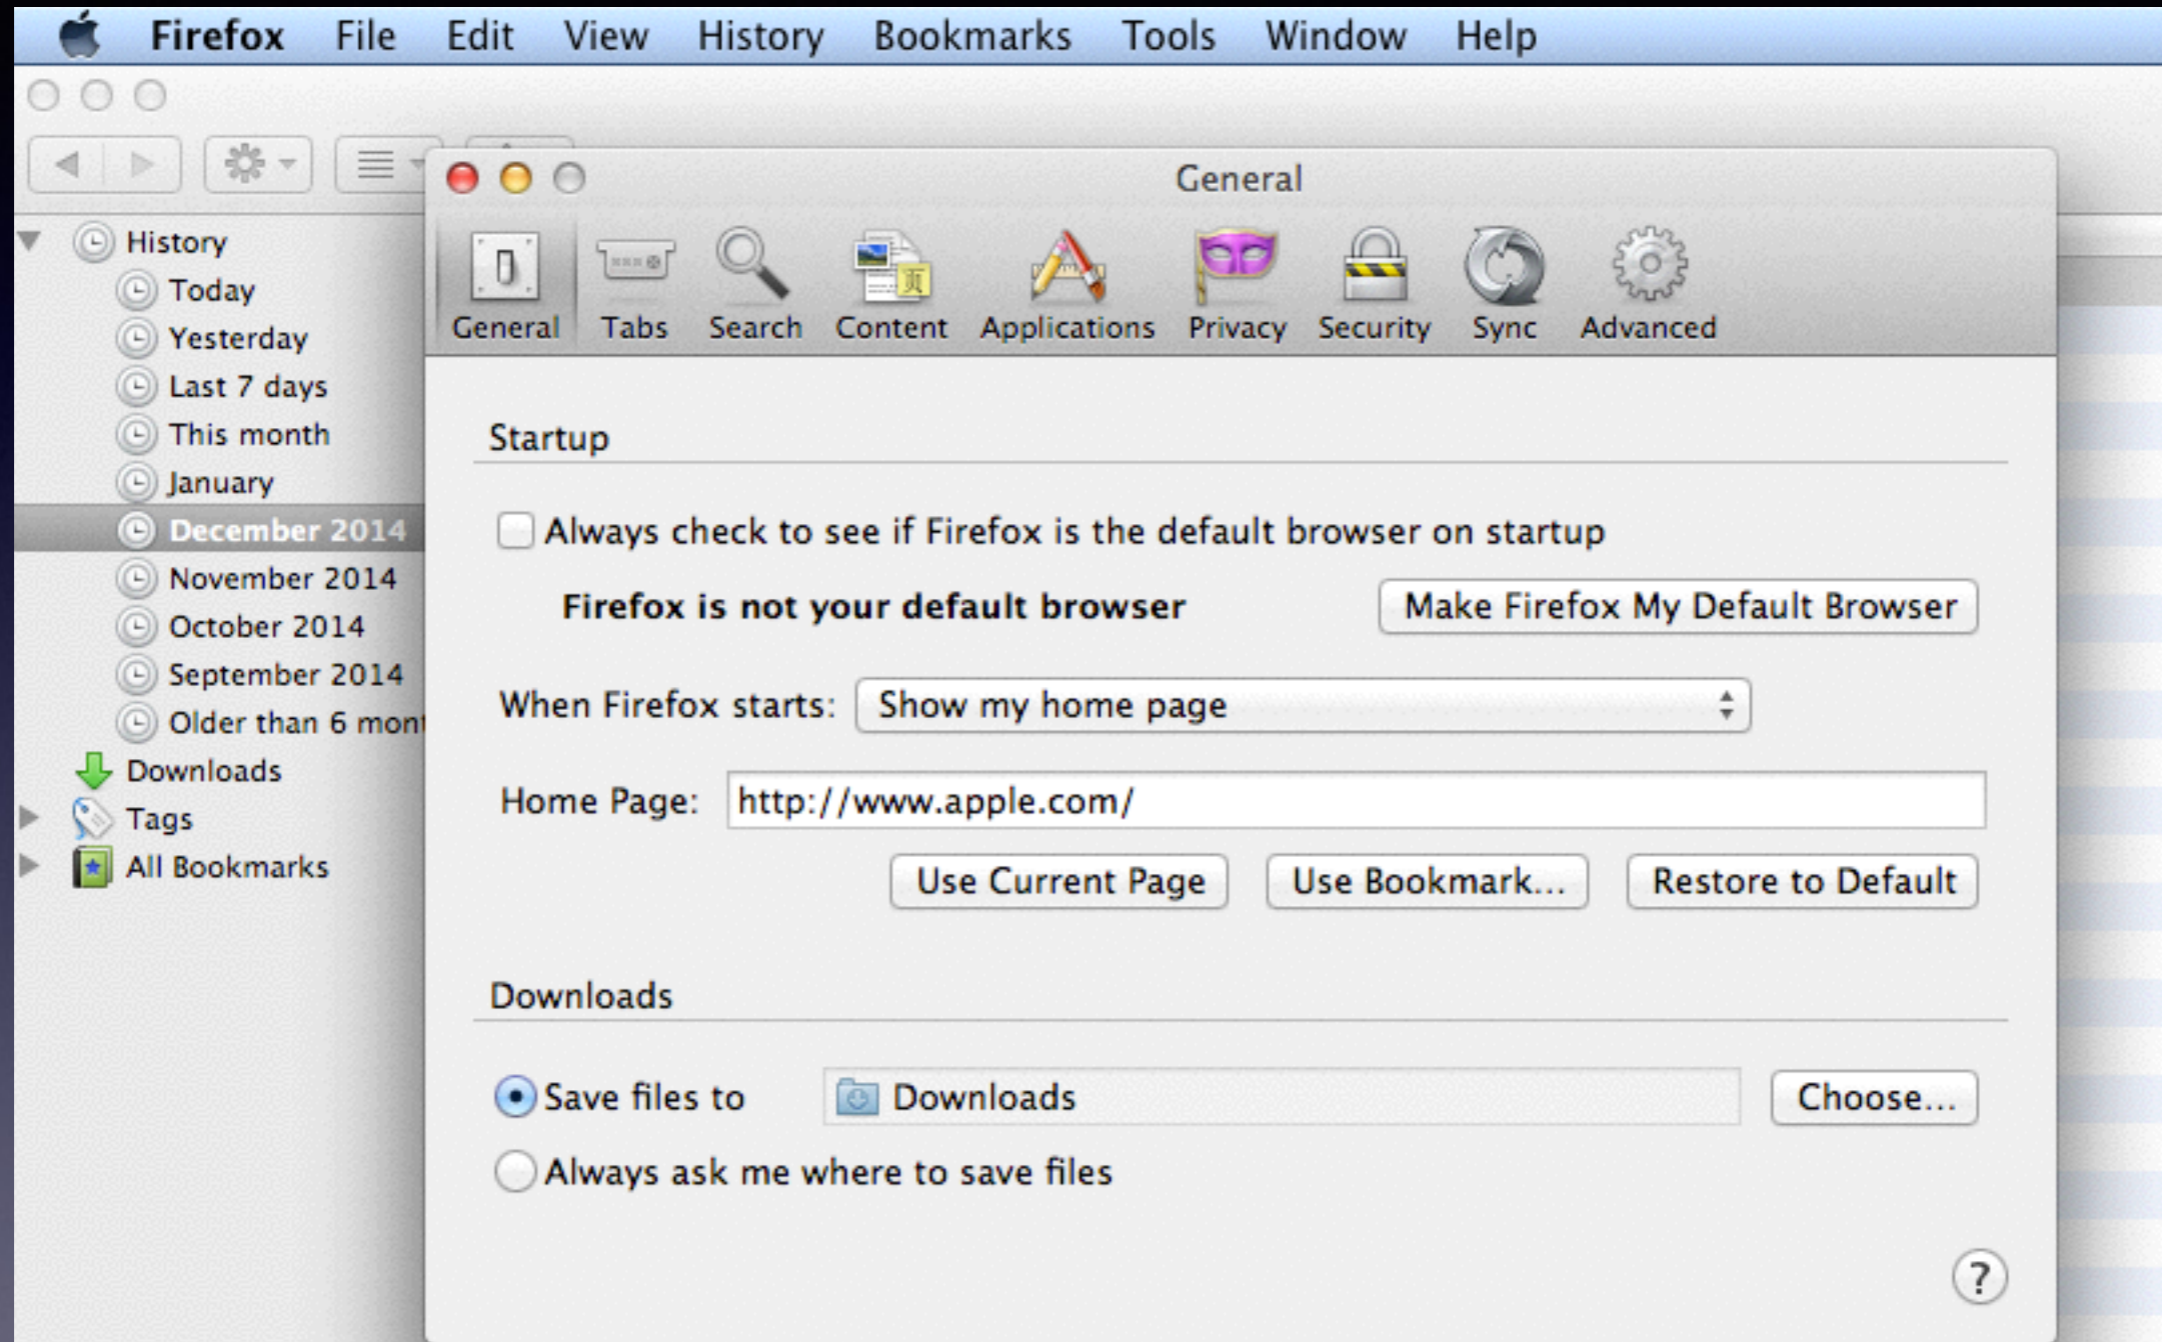 Firefox File Edit View History Bookmarks Tools Window Help
General
General Tabs Search Content Applications Privacy Security Sync Advanced
History
Today
Yesterday
Last 7 days
This month
January
December 2014
November 2014
October 2014
September 2014
Older than 6 mont
Downloads
Tags
All Bookmarks
Startup
Always check to see if Firefox is the default browser on startup
Firefox is not your default browser Make Firefox My Default Browser
When Firefox starts: Show my home page
Home Page: http://www.apple.com/
Use Current Page Use Bookmark... Restore to Default
Downloads
Save files to Downloads Choose...
Always ask me where to save files
?